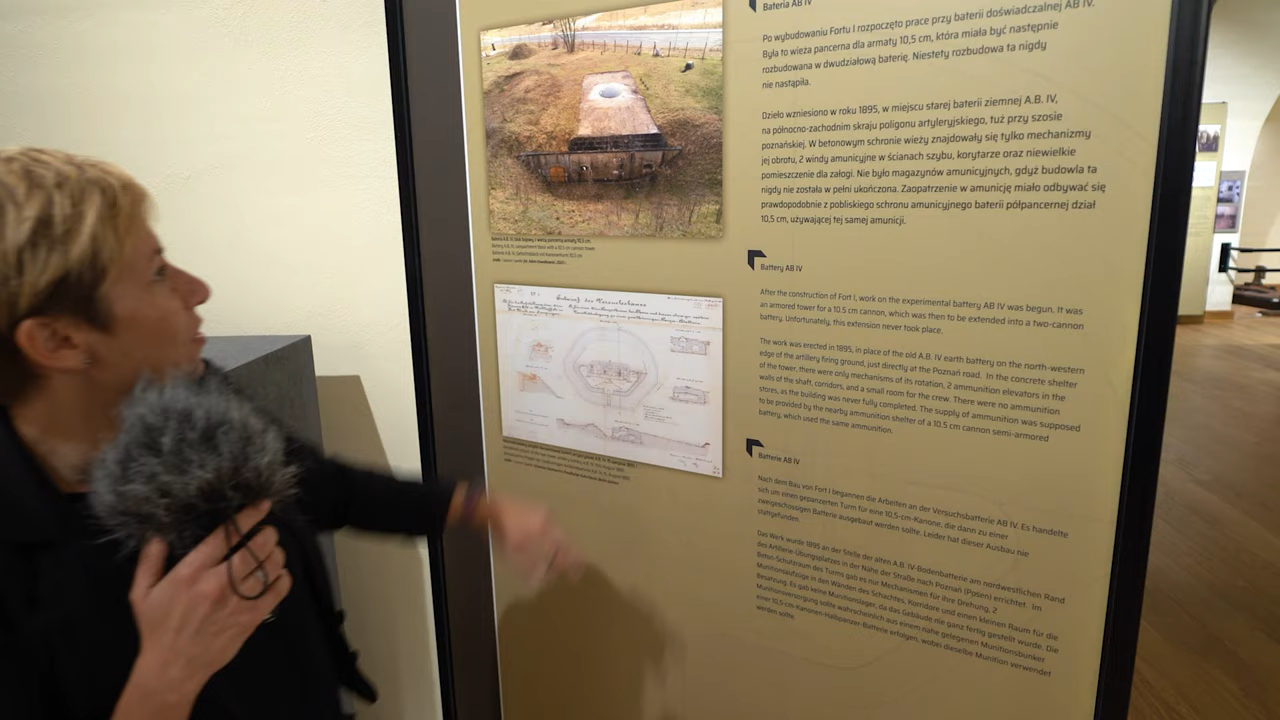 Bateria AB IV
Po wybudowaniu Fortu I rozpoczęto prace przy baterii doświadczalnej AB IV.
Była to wieża pancerna dla armaty 10,5 cm, która miała być następnie
rozbudowana w dwudziałową baterię. Niestety rozbudowa ta nigdy
nie nastąpiła.
Dzieło wzniesiono w roku 1895, w miejscu starej baterii ziemnej A.B. IV,
na północno-zachodnim skraju poligonu artyleryjskiego, tuż przy szosie
poznańskiej. W betonowym schronie wieży znajdowały się tylko mechanizmy
jej obrotu, 2 windy amunicyjne w ścianach szybu, korytarze oraz niewielkie
pomieszczenie dla załogi. Nie było magazynów amunicyjnych, gdyż budowla ta
nigdy nie została w pełni ukończona. Zaopatrzenie w amunicję miało odbywać się
prawdopodobnie z pobliskiego schronu amunicyjnego baterii półpancernej dział
10,5 cm, używającej tej samej amunicji.
Battery AB IV
After the construction of Fort I, work on the experimental battery AB IV was begun. It was
an armored tower for a 10.5 cm cannon, which was then to be extended into a two-cannon
battery. Unfortunately, this extension never took place.
The work was erected in 1895, in place of the old A.B. IV earth battery on the north-western
edge of the artillery firing ground, just directly at the Poznań road. In the concrete shelter
of the tower, there were only mechanisms of its rotation, 2 ammunition elevators in the
walls of the shaft, corridors, and a small room for the crew. There were no ammunition
stores, as the building was never fully completed. The supply of ammunition was supposed
to be provided by the nearby ammunition shelter of a 10.5 cm cannon semi-armored
battery, which used the same ammunition.
Batterie AB IV
Nach dem Bau von Fort I begannen die Arbeiten an der Versuchsbatterie AB IV. Es handelte
sich um einen gepanzerten Turm für eine 10,5-cm-Kanone, die dann zu einer
zweigeschossigen Batterie ausgebaut werden sollte. Leider hat dieser Ausbau nie
stattgefunden.
Das Werk wurde 1895 an der Stelle der alten A.B. IV-Bodenbatterie am nordwestlichen Rand
des Artillerie-Übungsplatzes in der Nähe der Straße nach Poznań (Posen) errichtet. Im
Beton-Schutzraum des Turms gab es nur Mechanismen für ihre Drehung, 2
Munitionsaufzüge in den Wänden des Schachtes, Korridore und einen kleinen Raum für die
Besatzung. Es gab keine Munitionslager, da das Gebäude nie ganz fertig gestellt wurde. Die
Munitionsversorgung sollte wahrscheinlich aus einem nahe gelegenen Munitionsbunker
einer 10,5-cm-Kanonen-Halbpanzer-Batterie erfolgen, wobei dieselbe Munition verwendet
werden sollte.